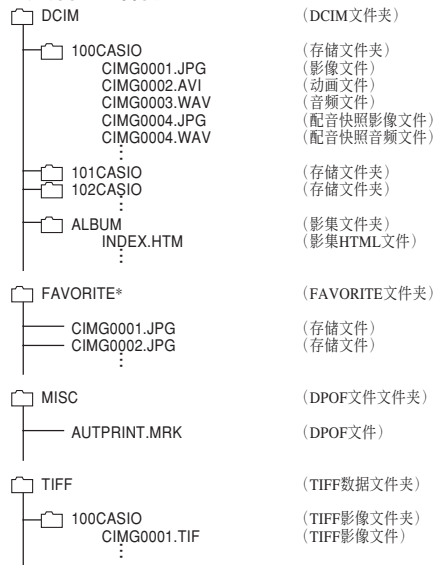 DCIM （DCIM文件夹）
100CASIO （存储文件夹）
CIMG0001.JPG （影像文件）
CIMG0002.AVI （动画文件）
CIMG0003.WAV （音频文件）
CIMG0004.JPG （配音快照影像文件）
CIMG0004.WAV （配音快照音频文件）
101CASIO （存储文件夹）
102CASIO （存储文件夹）
ALBUM （影集文件夹）
INDEX.HTM （影集HTML文件）
FAVORITE* （FAVORITE文件夹）
CIMG0001.JPG （存储文件）
CIMG0002.JPG （存储文件）
MISC （DPOF文件文件夹）
AUTPRINT.MRK （DPOF文件）
TIFF （TIFF数据文件夹）
100CASIO （TIFF影像文件夹）
CIMG0001.TIF （TIFF影像文件）